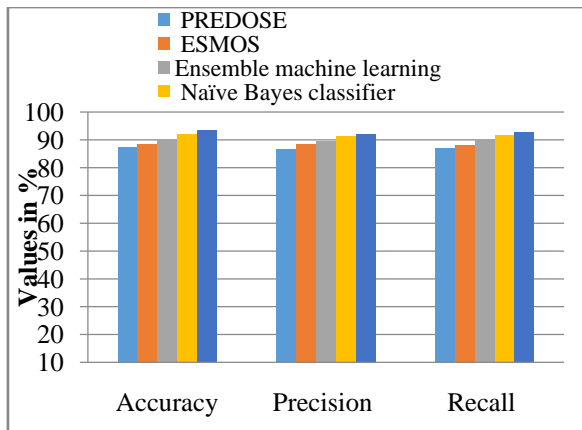 PREDOSE
ESMOS
Ensemble machine learning
Naïve Bayes classifier
Values in %
100
90
80
70
60
50
40
30
20
10
Accuracy Precision Recall